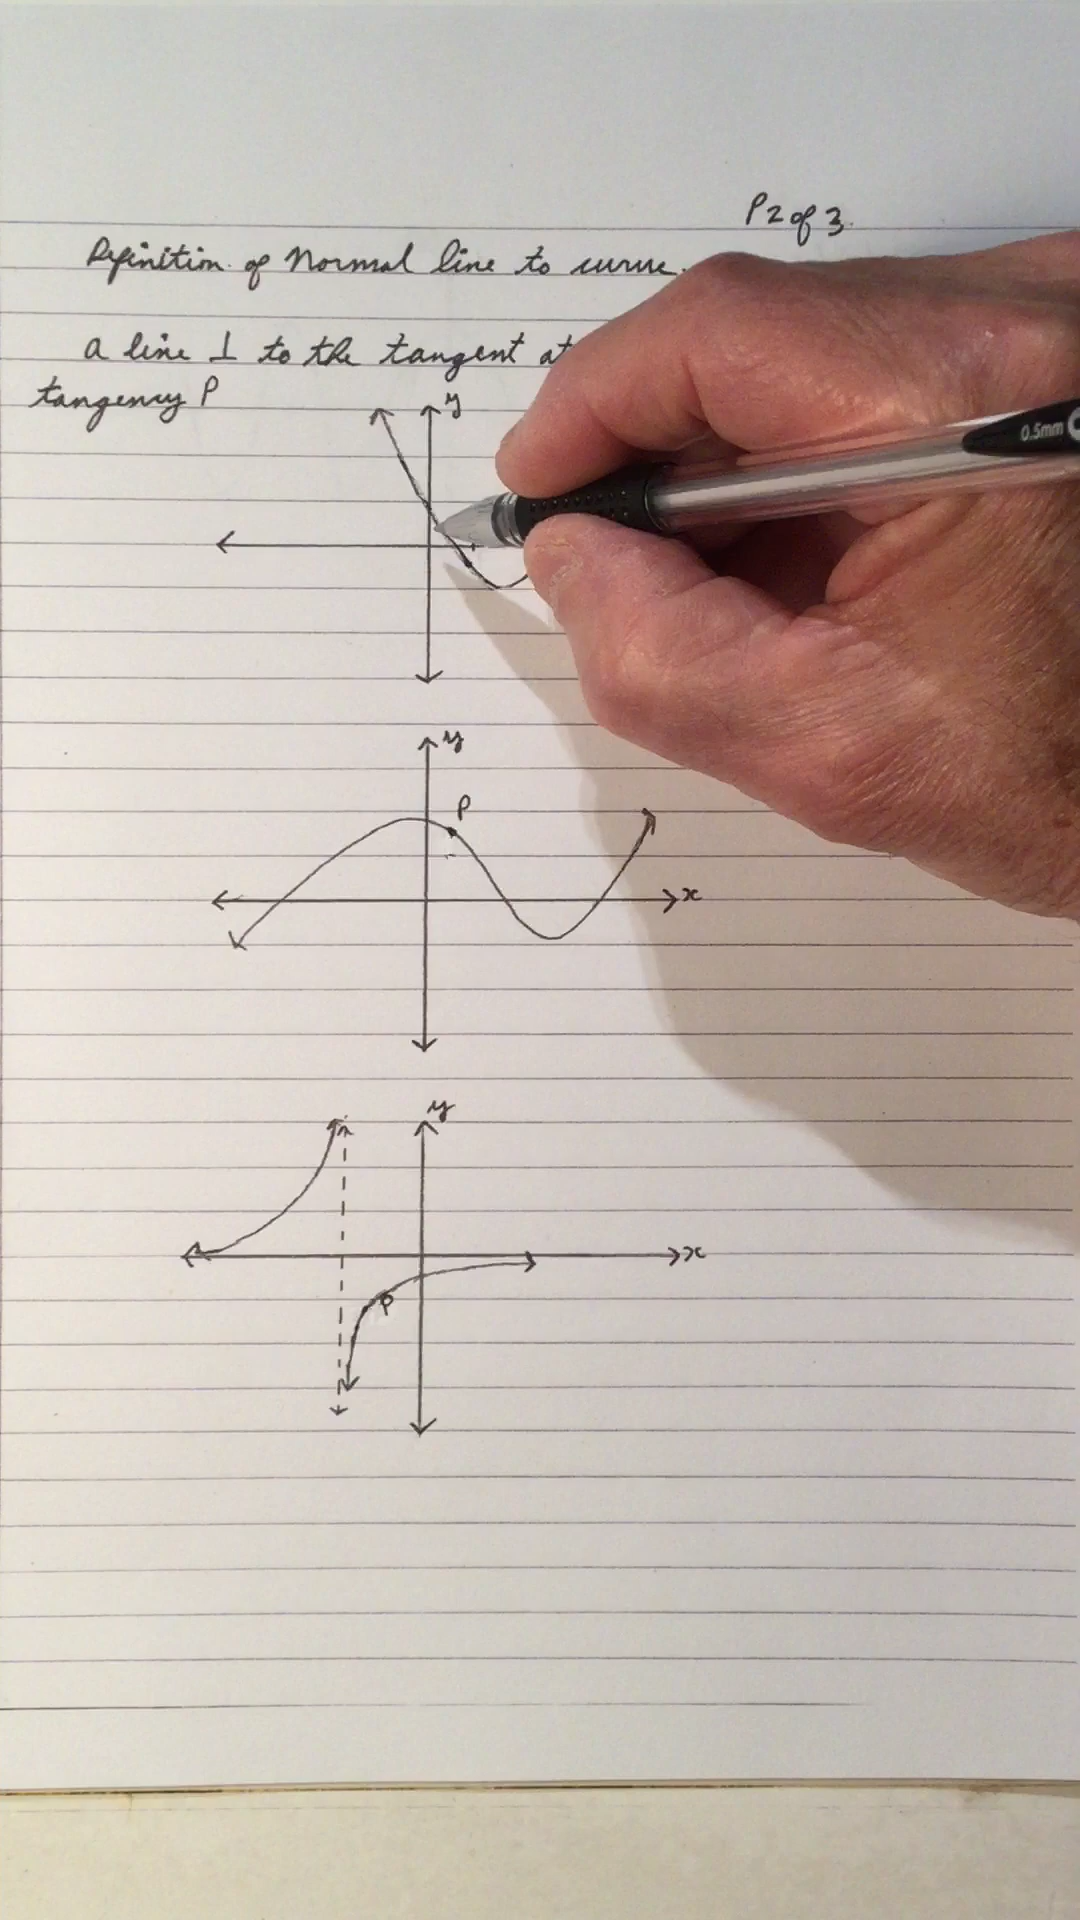 P2 of 3.
Definition of Normal line to curve.
a line ⊥ to the tangent at
tangency P
y
0.5mm
y
P
x
y
x
P